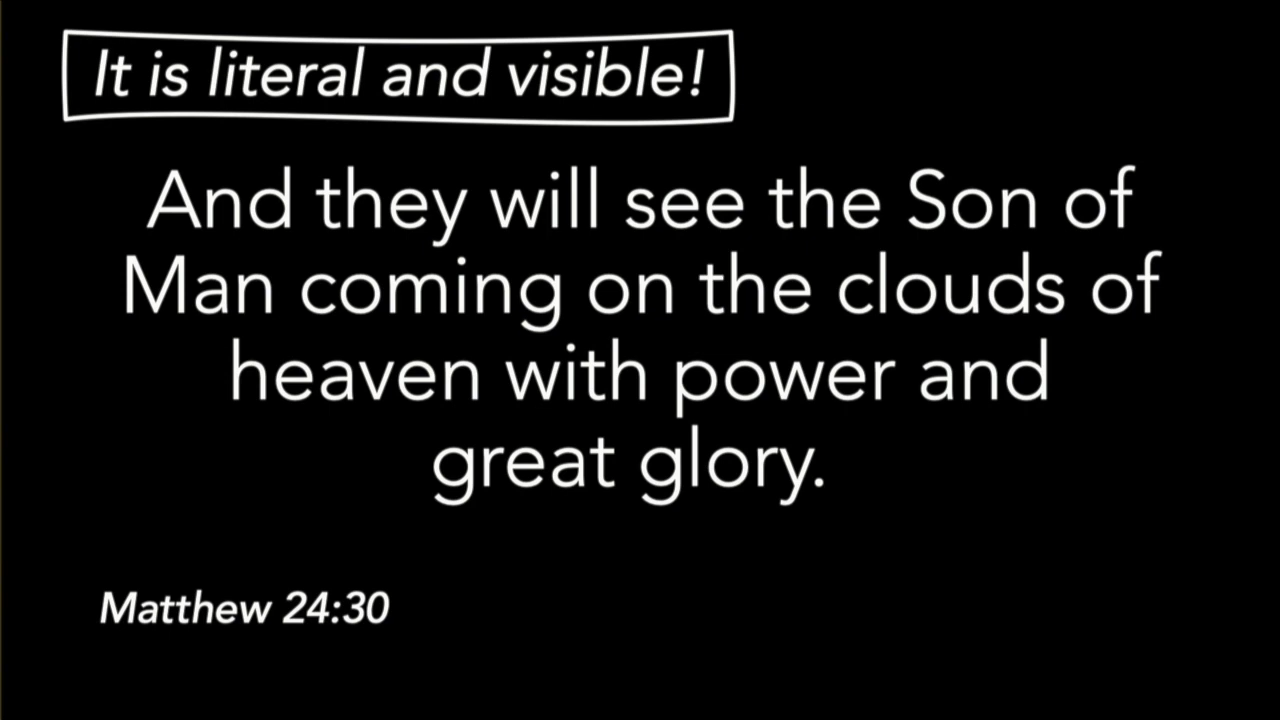 It is literal and visible!
And they will see the Son of
Man coming on the clouds of
heaven with power and
great glory.
Matthew 24:30